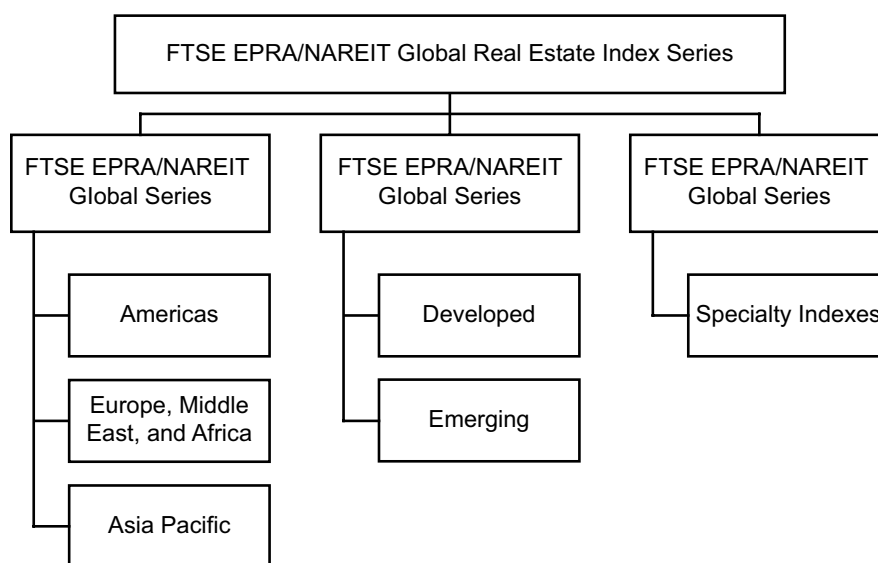 FTSE EPRA/NAREIT Global Real Estate Index Series
FTSE EPRA/NAREIT
Global Series
Americas
Europe, Middle
East, and Africa
Asia Pacific
FTSE EPRA/NAREIT
Global Series
Developed
Emerging
FTSE EPRA/NAREIT
Global Series
Specialty Indexes